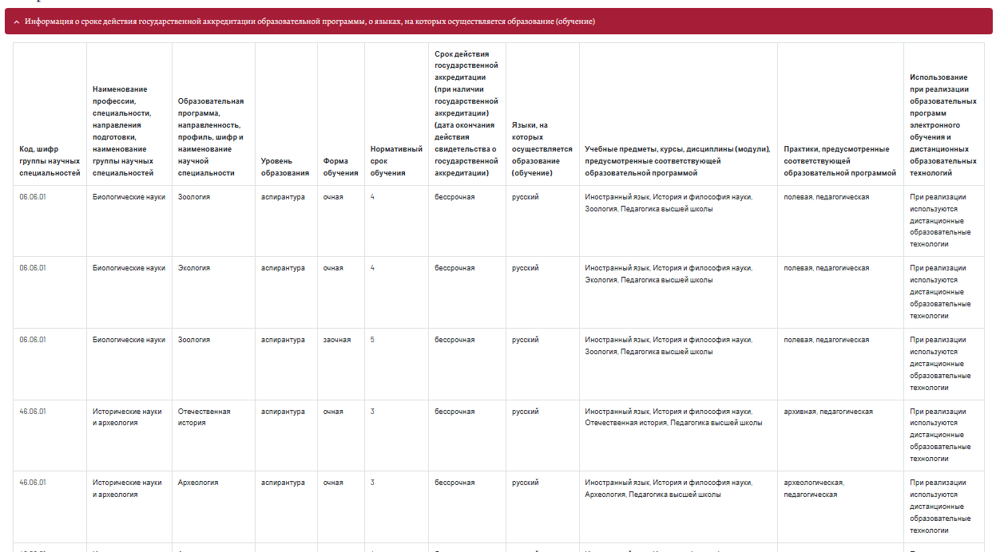 Информация о сроке действия государственной аккредитации образовательной программы, о языках, на которых осуществляется образование (обучение)
Код, шифр
группы научных
специальностей
Наименование
профессии,
специальности,
направления
подготовки,
наименование
группы научных
специальностей
Образовательная
программа,
направленность,
профиль, шифр и
наименование
научной
специальности
Уровень
образования
Форма
обучения
Нормативный
срок
обучения
Срок действия
государственной
аккредитации
(при наличии
государственной
аккредитации)
(дата окончания
действия
свидетельства о
государственной
аккредитации)
Языки, на
которых
осуществляется
образование
(обучение)
Учебные предметы, курсы, дисциплины (модули),
предусмотренные соответствующей
образовательной программой
Практики, предусмотренные
соответствующей
образовательной программой
Использование
при реализации
образовательных
программ
электронного
обучения и
дистанционных
образовательных
технологий
06.06.01
Биологические науки
Зоология
аспирантура
очная
4
бессрочная
русский
Иностранный язык, История и философия науки,
Зоология, Педагогика высшей школы
полевая, педагогическая
При реализации
используются
дистанционные
образовательные
технологии
06.06.01
Биологические науки
Экология
аспирантура
очная
4
бессрочная
русский
Иностранный язык, История и философия науки,
Экология, Педагогика высшей школы
полевая, педагогическая
При реализации
используются
дистанционные
образовательные
технологии
06.06.01
Биологические науки
Зоология
аспирантура
заочная
5
бессрочная
русский
Иностранный язык, История и философия науки,
Зоология, Педагогика высшей школы
полевая, педагогическая
При реализации
используются
дистанционные
образовательные
технологии
46.06.01
Исторические науки
и археология
Отечественная
история
аспирантура
очная
3
бессрочная
русский
Иностранный язык, История и философия науки,
Отечественная история, Педагогика высшей школы
архивная, педагогическая
При реализации
используются
дистанционные
образовательные
технологии
46.06.01
Исторические науки
и археология
Археология
аспирантура
очная
3
бессрочная
русский
Иностранный язык, История и философия науки,
Археология, Педагогика высшей школы
археологическая,
педагогическая
При реализации
используются
дистанционные
образовательные
технологии